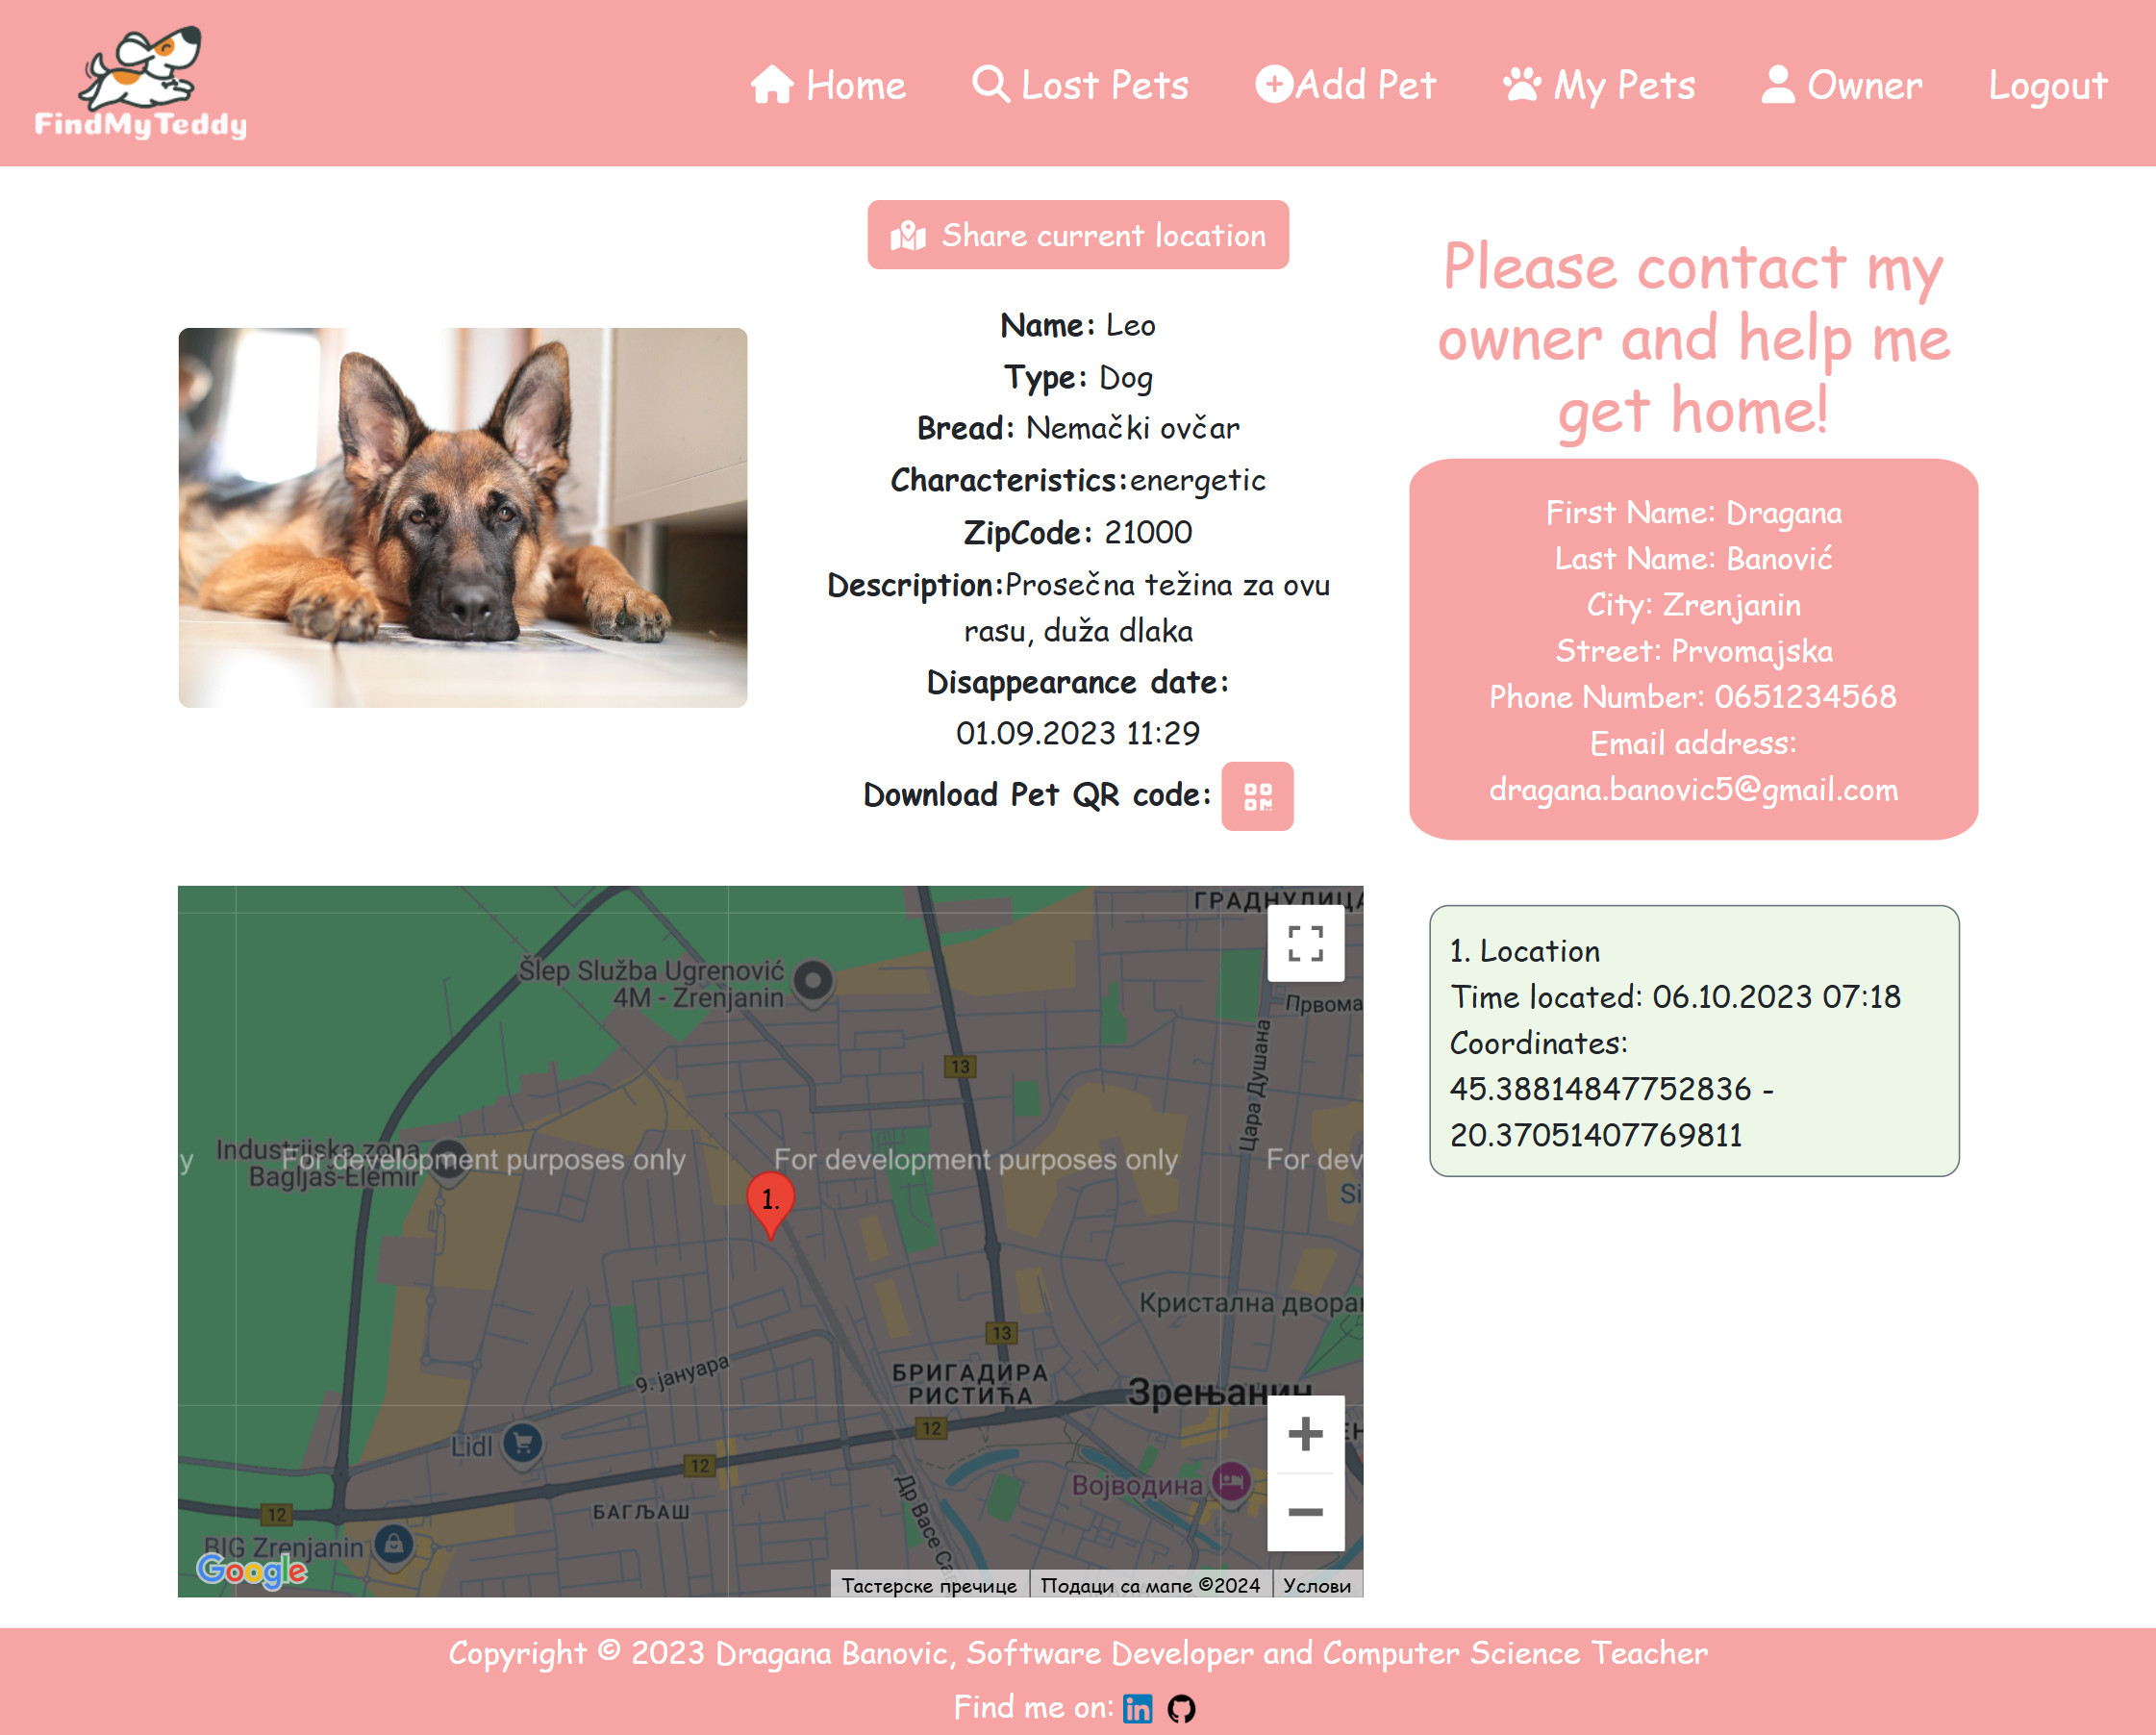 FindMyTeddy
Home
Lost Pets
Add Pet
My Pets
Owner
Logout
Share current location
Name: Leo
Type: Dog
Bread: Nemački ovčar
Characteristics:energetic
ZipCode: 21000
Description:Prosečna težina za ovu
rasu, duža dlaka
Disappearance date:
01.09.2023 11:29
Download Pet QR code:
Please contact my
owner and help me
get home!
First Name: Dragana
Last Name: Banović
City: Zrenjanin
Street: Prvomajska
Phone Number: 0651234568
Email address:
dragana.banovic5@gmail.com
ГРАДНУЛИЦА
Šlep Služba Ugrenović
4M - Zrenjanin
Првома
13
Цара Душана
Industrijska zona
Bagljaš-Elemir
y
For development purposes only
For development purposes only
For dev
Si
1.
Кристална дворан
13
9. јануара
БРИГАДИРА
РИСТИЋА
Зрењанин
12
Lidl
12
Војводина
Др Васе Са
12
БАГЉАШ
BIG Zrenjanin
Google
Тастерске пречице
Подаци са мапе ©2024
Услови
1. Location
Time located: 06.10.2023 07:18
Coordinates:
45.38814847752836 -
20.37051407769811
Copyright © 2023 Dragana Banovic, Software Developer and Computer Science Teacher
Find me on:
in